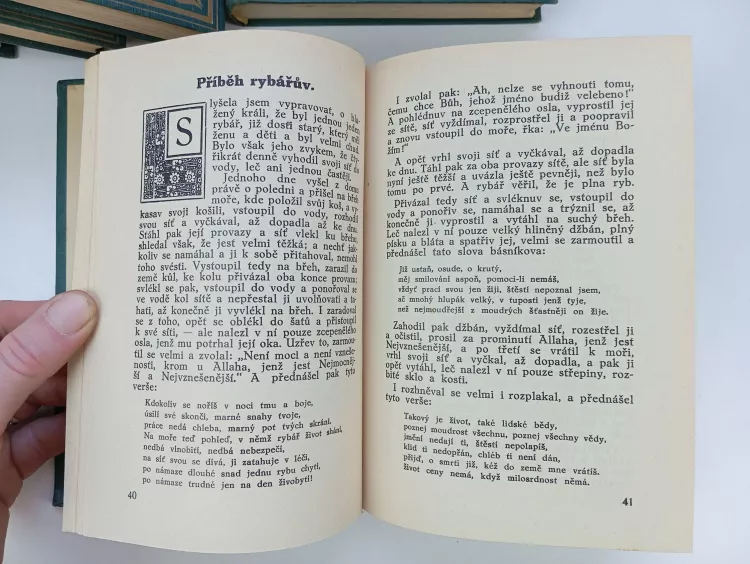 Příběh rybářův.
Slyšela jsem vypravovat, o bla-
žený králi, že byl jednou jeden
rybář, již dosti starý, který měl
ženu a děti a byl velmi chud.
Bylo však jeho zvykem, že čty-
řikrát denně vyhodil svoji síť do
vody, leč ani jednou častěji.
Jednoho dne vyšel z domu
právě o poledni a přišel na břeh
moře, kde položil svůj koš, a vy-
kasav svoji košili, vstoupil do vody, rozhodil
svou síť a vyčkával, až dopadla až ke dnu.
Stáhl pak její provazy a síť vlekl ku břehu,
shledal však, že jest velmi těžká; a nechť jak-
koliv se namáhal a ji k sobě přitahoval, nemohl
toho svésti. Vystoupil tedy na břeh, zarazil do
země kůl, ke kolu přivázal oba konce provazu;
svlékl se pak, vstoupil do vody a ponořoval se
ve vodě kol sítě a nepřestal ji uvolňovati a ta-
hati, až konečně ji vyvlékl na břeh. I zaradoval
se z toho, opět se oblékl do šatů a přistoupil
k své síti, — ale nalezl v ní pouze zcepenělého
osla, jenž mu potrhal její oka. Uzřev to, zarmou-
til se velmi a zvolal: „Není moci a není vznele-
nosti, krom u Allaha, jenž jest Nejmocněj-
ší a Nejvznešenější.“ A přednášel pak tyto
verše:
Kdokoliv se noříš v noci tmu a boje,
úsilí své skonči, marné snahy tvoje,
práce nedá chleba, marný pot tvých skrání.
Na moře teď pohleď, v němž rybář život shání,
nedbá vlnobití, nedbá nebezpečí,
na síť svou se dívá, ji zatahuje v léči,
po námaze dlouhé snad jednu rybu chytí,
po námaze trudné jen na den živobytí!
40
I zvolal pak: „Ah, nelze se vyhnouti tomu,
čemu chce Bůh, jehož jméno budiž velebeno!“
A pohlédnuv na zcepenělého osla, vyprostil jej
ze sítě, síť vyždímal, rozprostřel ji a poopravil
a znovu vstoupil do moře, řka: „Ve jménu Bo-
žím!“
A opět vrhl svoji síť a vyčkával, až dopadla
ke dnu. Táhl pak za oba provazy sítě, ale síť byla
nyní ještě těžší a uvázla ještě pevněji, než bylo
tomu po prvé. A rybář věřil, že je plna ryb.
Přivázal tedy síť a svléknuv se, vstoupil do
vody a ponořiv se, namáhal se a trýznil se, až
konečně ji vyprostil a vytáhl na suchý břeh.
Leč nalezl v ní pouze velký hliněný džbán, plný
písku a bláta a spatřiv jej, velmi se zarmoutil a
přednášel tato slova básníkova:
Již ustaň, osude, o krutý,
měj smilování aspoň, pomoci-li nemáš,
vždyť prací svou jen žiji, štěstí nepoznal jsem,
ač mnohý hlupák velký, v tuposti jenž tyje,
než nejmoudřejší z moudrých šťastněji on žije.
Zahodil pak džbán, vyždímal síť, rozestřel ji
a očistil, prosil za prominutí Allaha, jenž jest
Nejvznešenější, a po třetí se vrátil k moři,
vrhl svoji síť a vyčkal, až dopadla, a pak ji
opět vytáhl, leč nalezl v ní pouze střepiny, roz-
bité sklo a kosti.
I rozhněval se velmi i rozplakal, a přednášel
tyto verše:
Takový je život, také lidské bědy,
poznej moudrost všechnu, poznej všechny vědy,
jmění nedají ti, štěstí nepolapíš,
klid ti nedopřán, chléb ti není dán,
přijď, o smrti již, kéž do země mne vrátíš.
život ceny nemá, když milosrdnost němá.
41